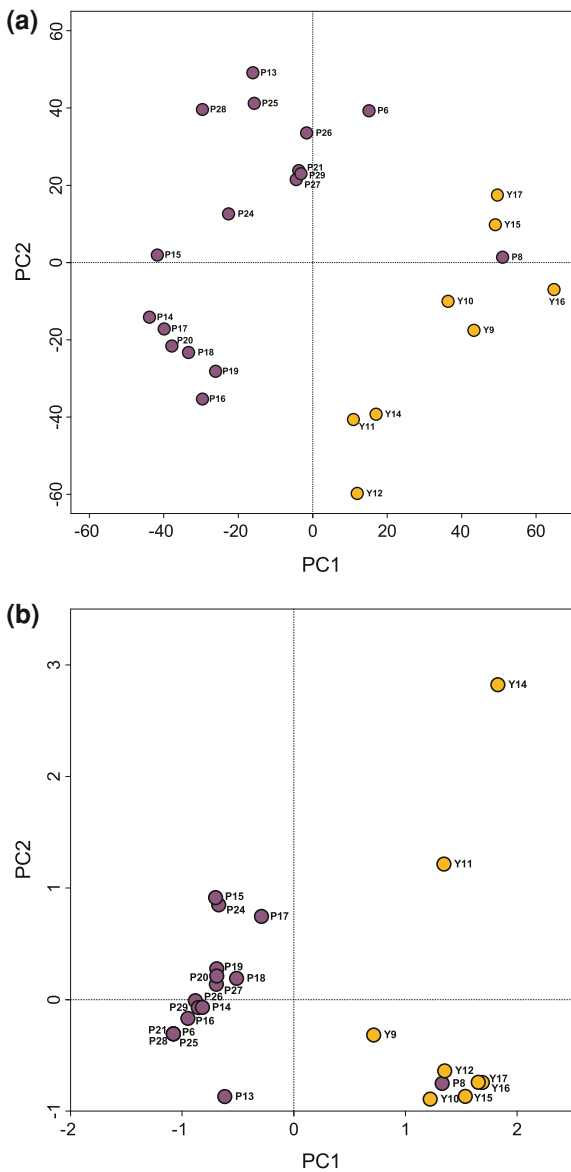 (a)
60
P13
P28
P25
P6
40
P26
P21
P29
P27
20
Y17
P24
Y15
P15
P8
PC2
0
Y16
Y10
P14
P17
Y9
P20
P18
-20
P19
P16
Y14
Y11
-40
Y12
-60
-60 -40 -20 0 20 40 60
PC1
(b)
3
Y14
2
Y11
PC2
P15
P24
P17
1
P19
P20
P18
P27
P26
0
P29 P14
P16
P21 P6
P28 P25
Y9
Y12
Y17
P8
Y16
P13
Y10 Y15
-1
-2 -1 0 1 2
PC1